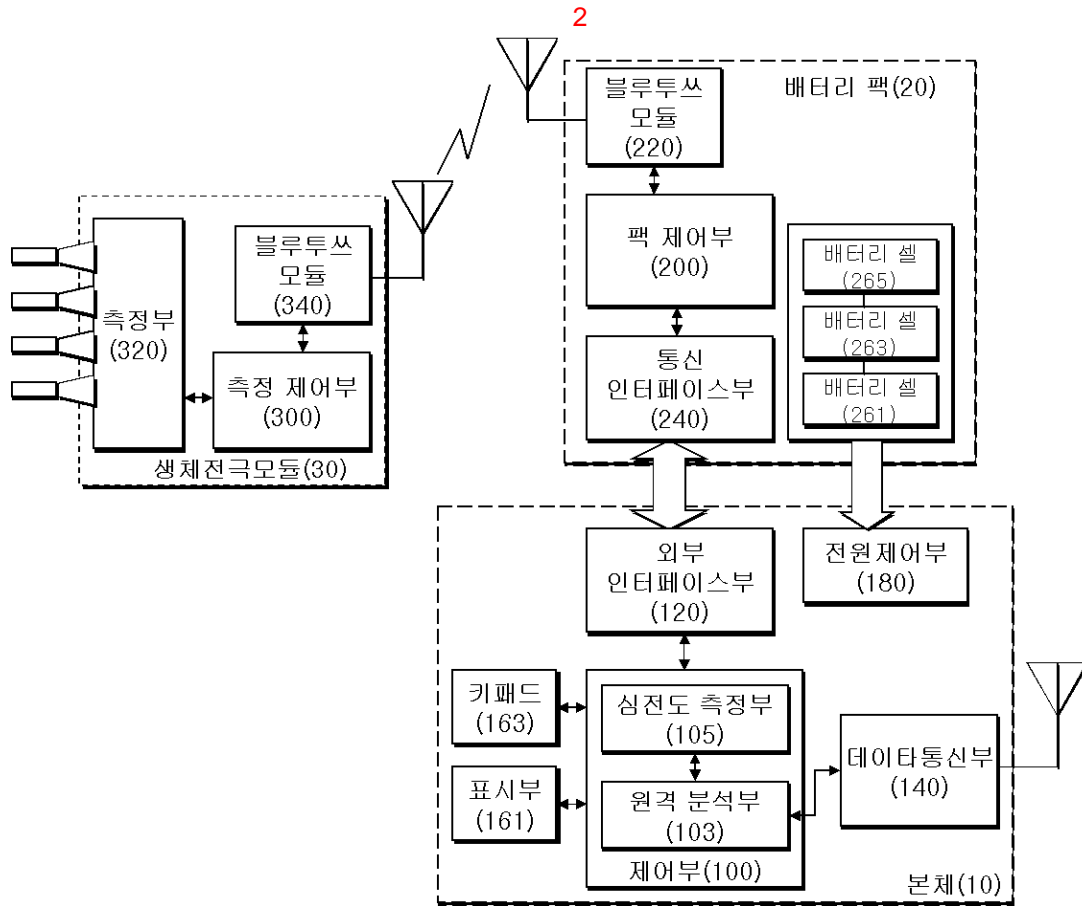 2
블루투쓰
모듈
(220)
배터리 팩(20)
팩 제어부
(200)
배터리 셀
(265)
배터리 셀
(263)
배터리 셀
(261)
통신
인터페이스부
(240)
블루투쓰
모듈
(340)
측정부
(320)
측정 제어부
(300)
생체전극모듈(30)
외부
인터페이스부
(120)
전원제어부
(180)
키패드
(163)
심전도 측정부
(105)
데이타통신부
(140)
표시부
(161)
원격 분석부
(103)
제어부(100)
본체(10)